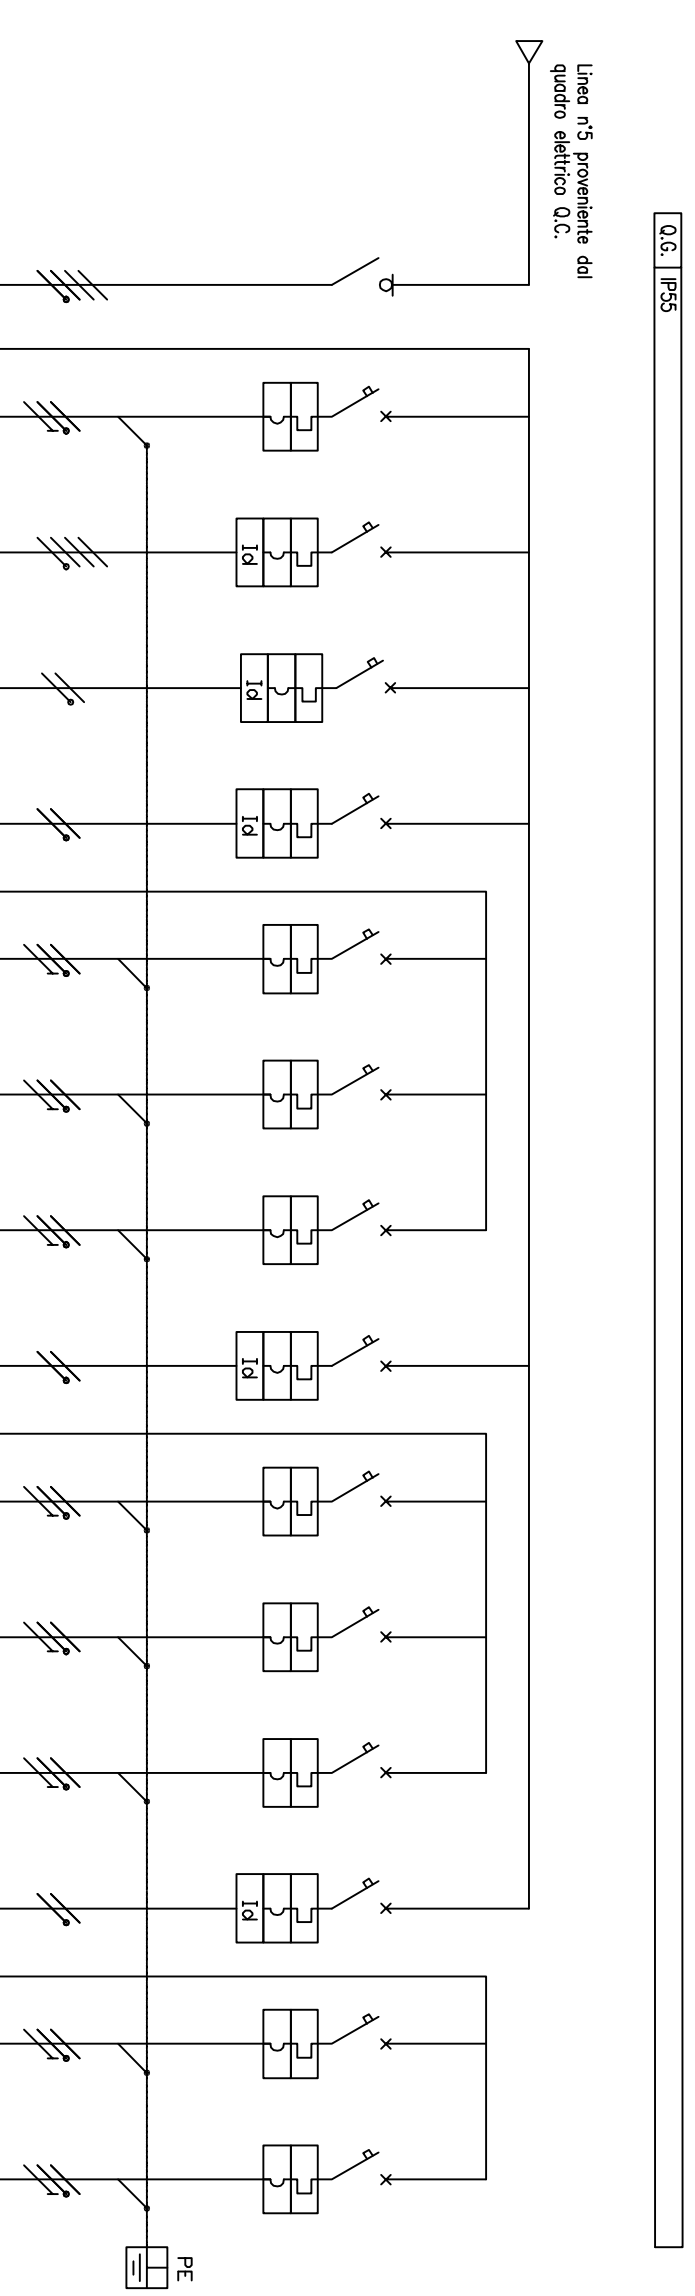 Q.G. IP55
Linea n°5 proveniente dal
quadro elettrico Q.C.
Id
Id
Id
Id
Id
PE